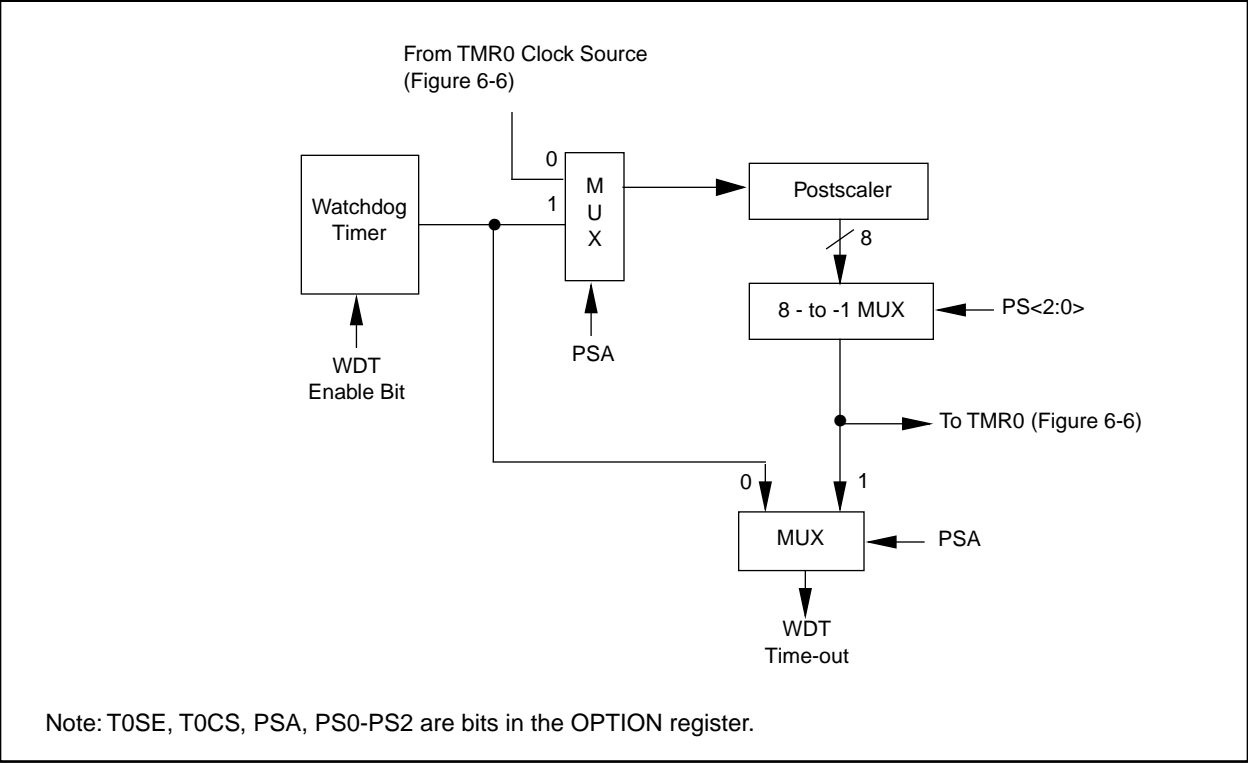 From TMR0 Clock Source
(Figure 6-6)
0
1
M
U
X
Watchdog
Timer
Postscaler
8
8 - to -1 MUX
PS<2:0>
PSA
WDT
Enable Bit
To TMR0 (Figure 6-6)
0
1
MUX
PSA
WDT
Time-out
Note: T0SE, T0CS, PSA, PS0-PS2 are bits in the OPTION register.